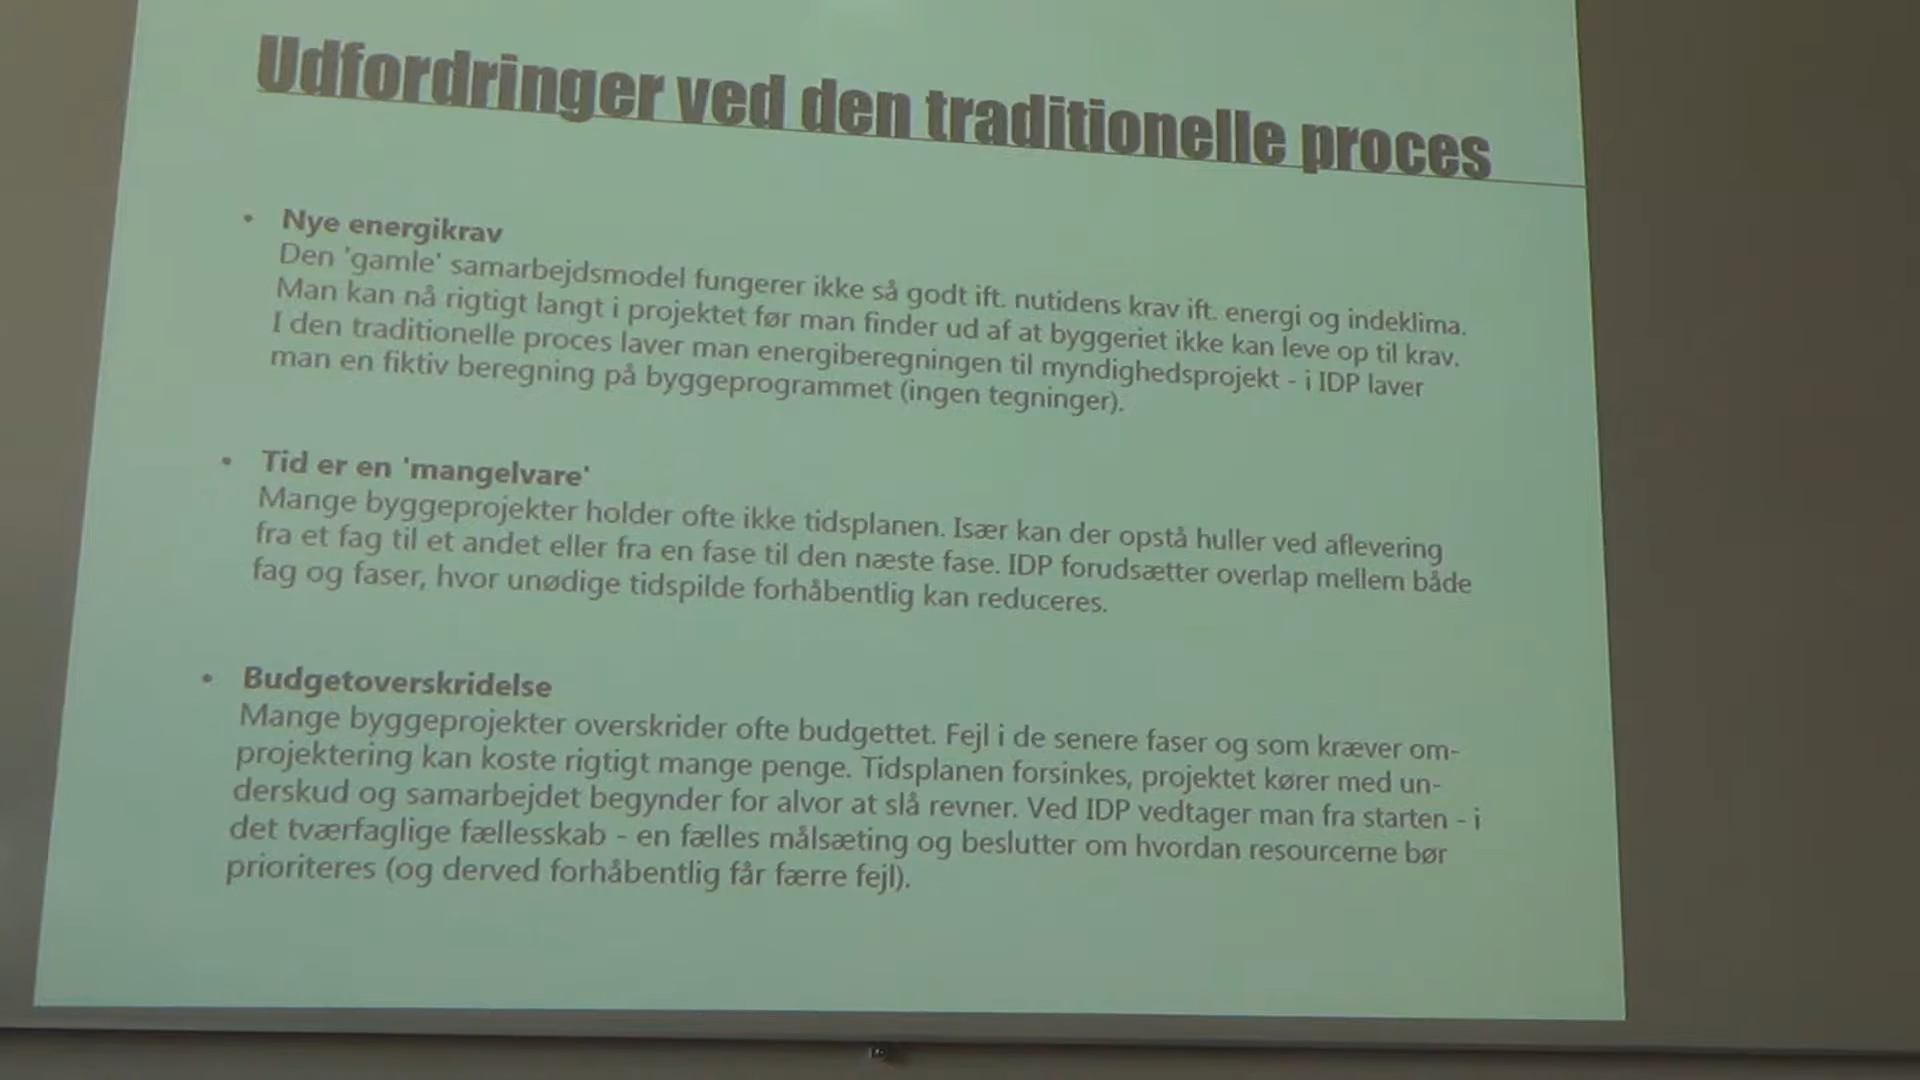 Udfordringer ved den traditionelle proces
• Nye energikrav
Den 'gamle' samarbejdsmodel fungerer ikke så godt ift. nutidens krav ift. energi og indeklima.
Man kan nå rigtigt langt i projektet før man finder ud af at byggeriet ikke kan leve op til krav.
I den traditionelle proces laver man energiberegningen til myndighedsprojekt - i IDP laver
man en fiktiv beregning på byggeprogrammet (ingen tegninger).
• Tid er en 'mangelvare'
Mange byggeprojekter holder ofte ikke tidsplanen. Især kan der opstå huller ved aflevering
fra et fag til et andet eller fra en fase til den næste fase. IDP forudsætter overlap mellem både
fag og faser, hvor unødige tidspilde forhåbentlig kan reduceres.
• Budgetoverskridelse
Mange byggeprojekter overskrider ofte budgettet. Fejl i de senere faser og som kræver om-
projektering kan koste rigtigt mange penge. Tidsplanen forsinkes, projektet kører med un-
derskud og samarbejdet begynder for alvor at slå revner. Ved IDP vedtager man fra starten - i
det tværfaglige fællesskab - en fælles målsæting og beslutter om hvordan resourcerne bør
prioriteres (og derved forhåbentlig får færre fejl).